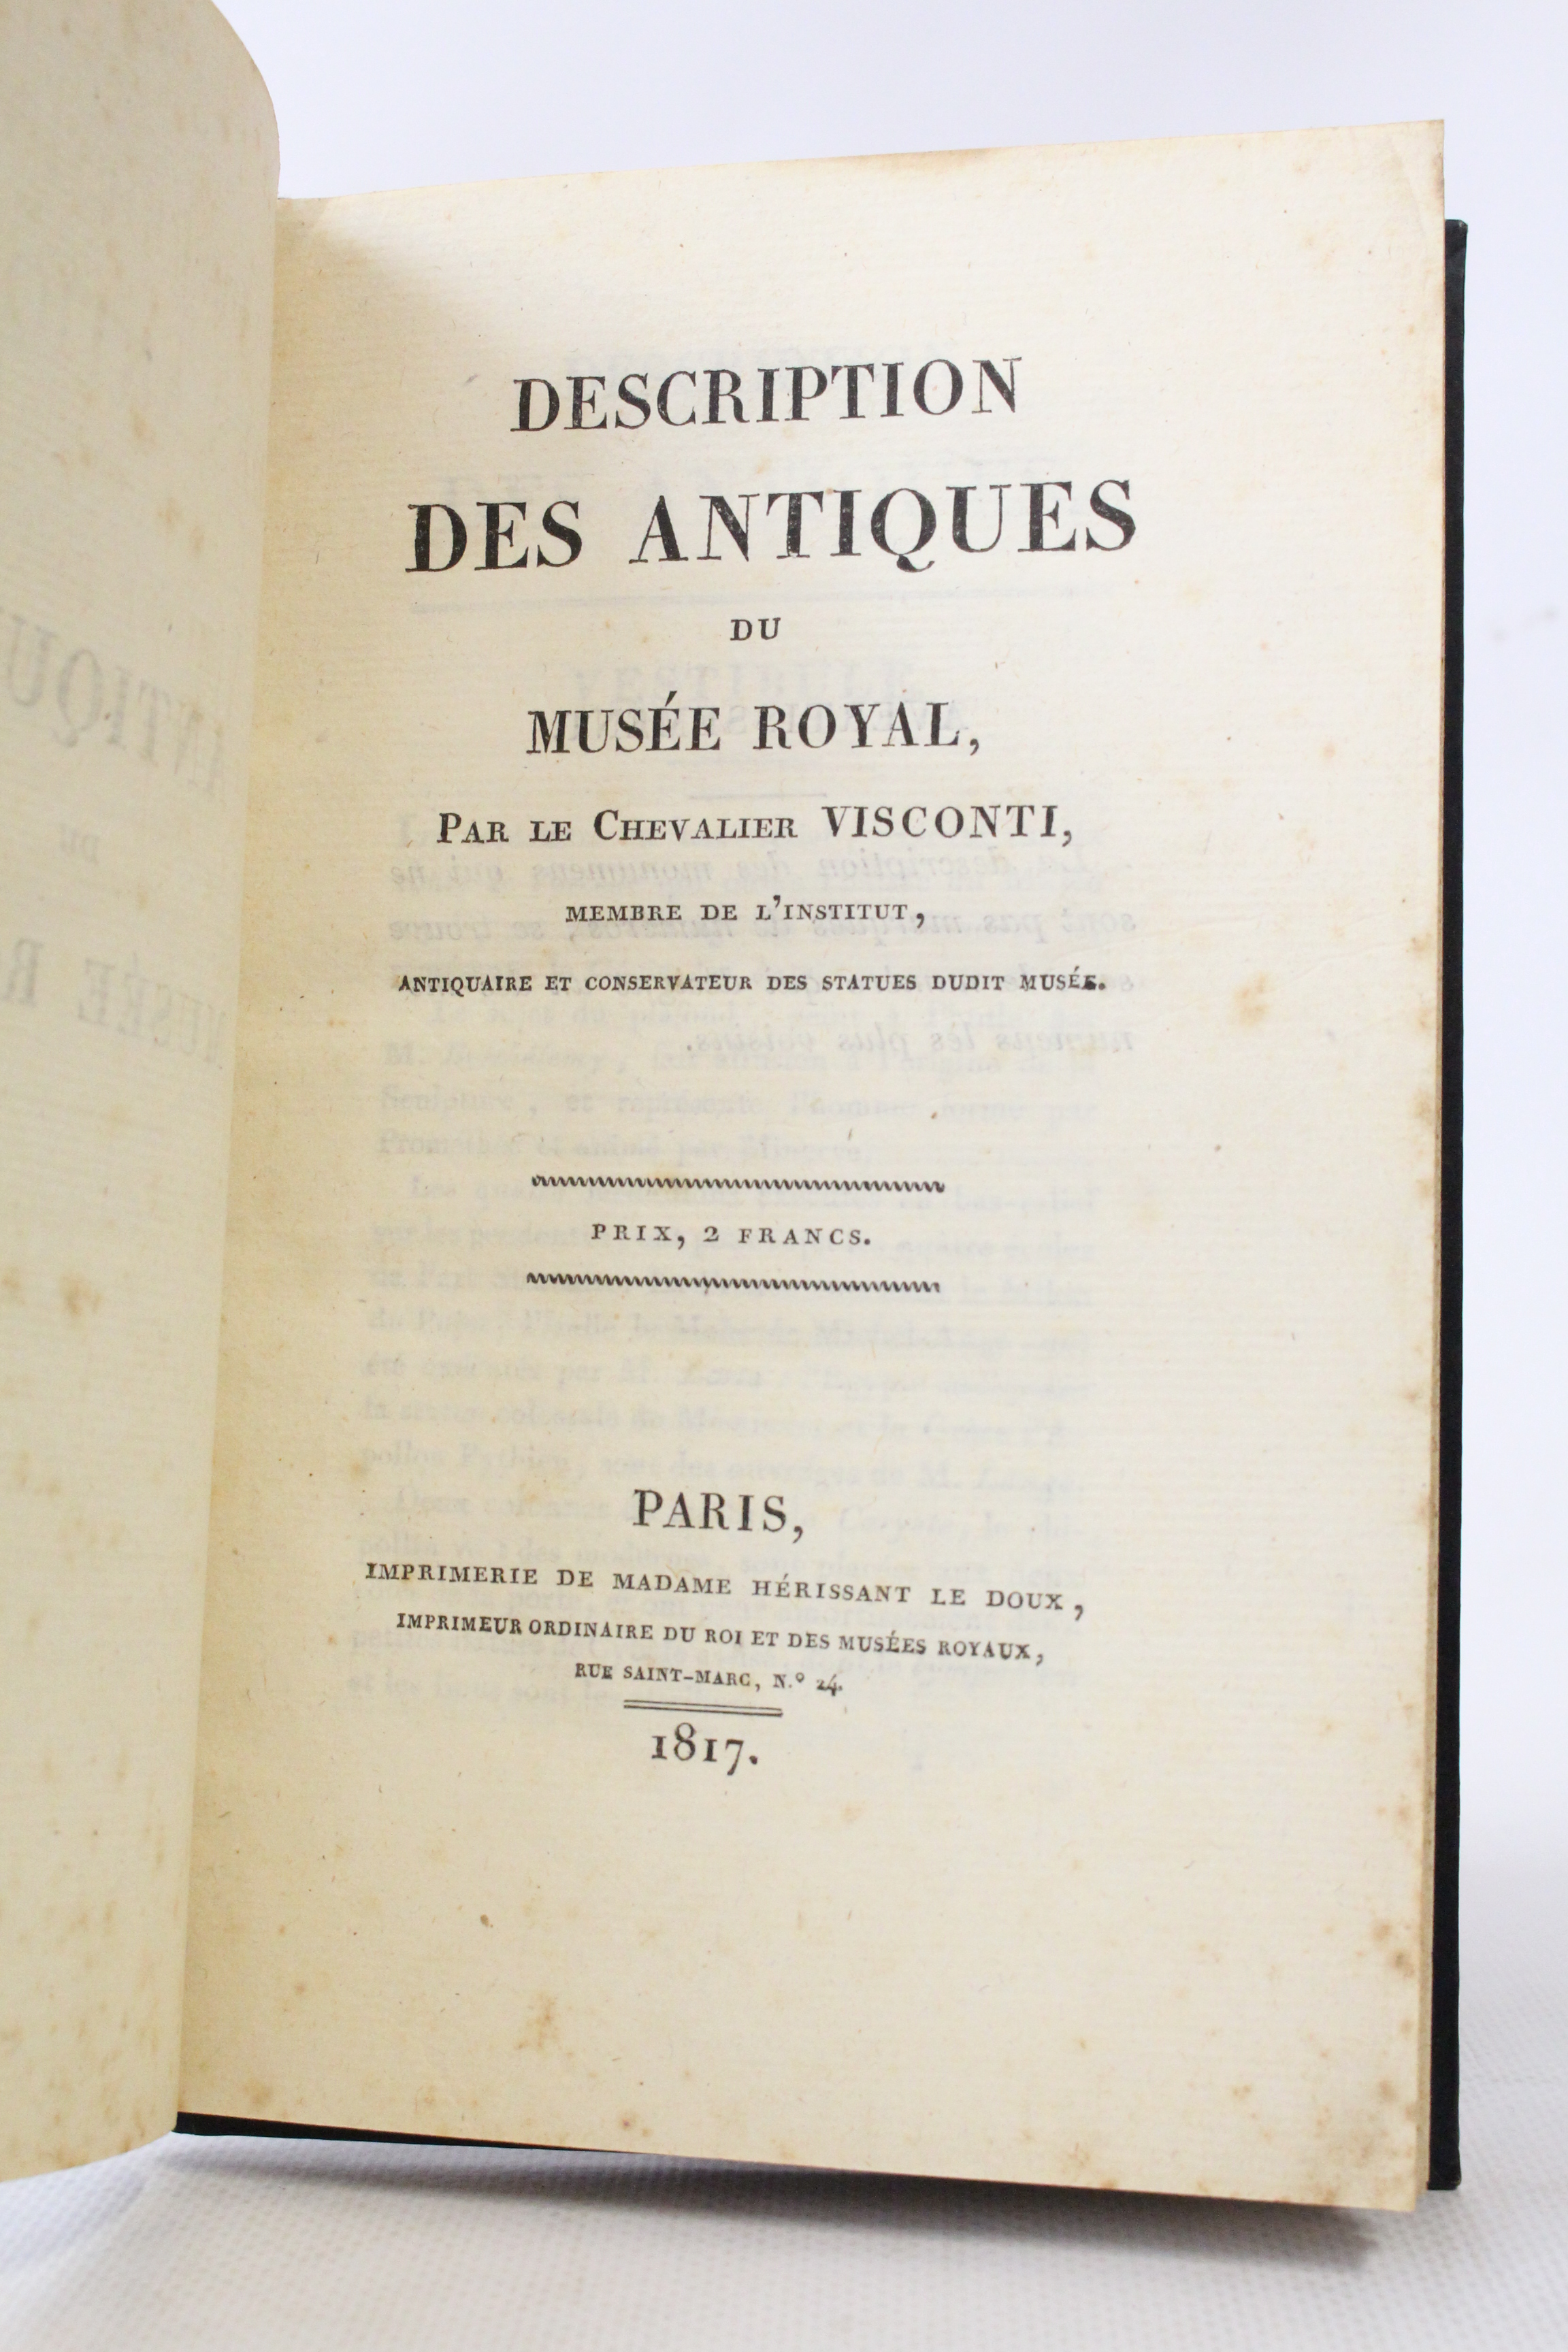 DESCRIPTION
DES ANTIQUES
DU
MUSÉE ROYAL,
PAR LE CHEVALIER VISCONTI,
MEMBRE DE L'INSTITUT,
ANTIQUAIRE ET CONSERVATEUR DES STATUES DUDIT MUSÉE.
PRIX, 2 FRANCS.
PARIS,
IMPRIMERIE DE MADAME HÉRISSANT LE DOUX,
IMPRIMEUR ORDINAIRE DU ROI ET DES MUSÉES ROYAUX,
RUE SAINT-MARC, N.º 24.
1817.